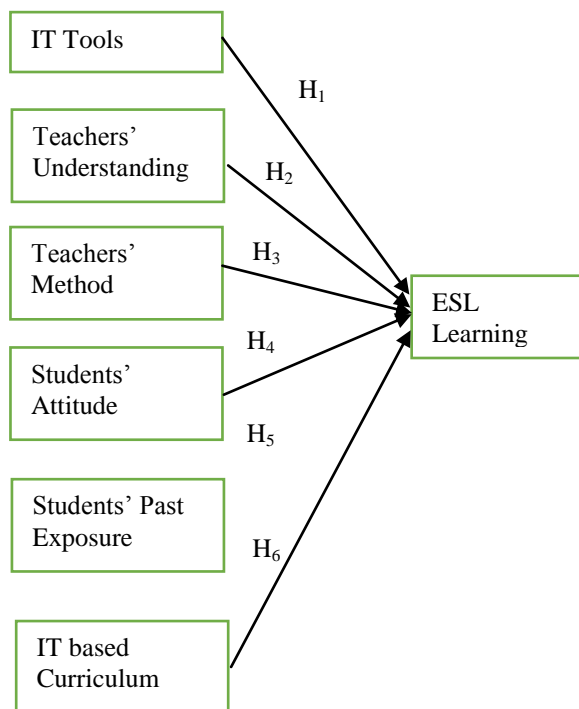 IT Tools
H₁
Teachers’
Understanding
H₂
Teachers’
Method
H₃
ESL
Learning
Students’
Attitude
H₄
H₅
Students’ Past
Exposure
H₆
IT based
Curriculum